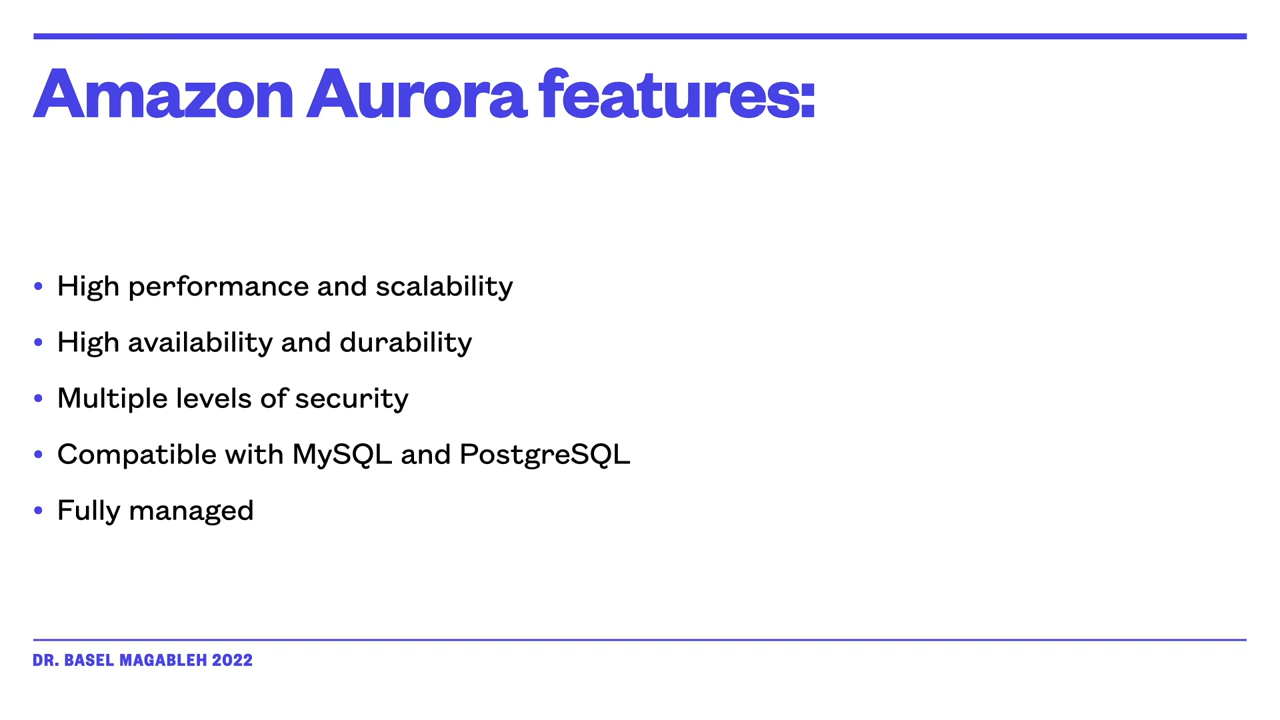 Amazon Aurora features:
• High performance and scalability
• High availability and durability
• Multiple levels of security
• Compatible with MySQL and PostgreSQL
• Fully managed
DR. BASEL MAGABLEH 2022